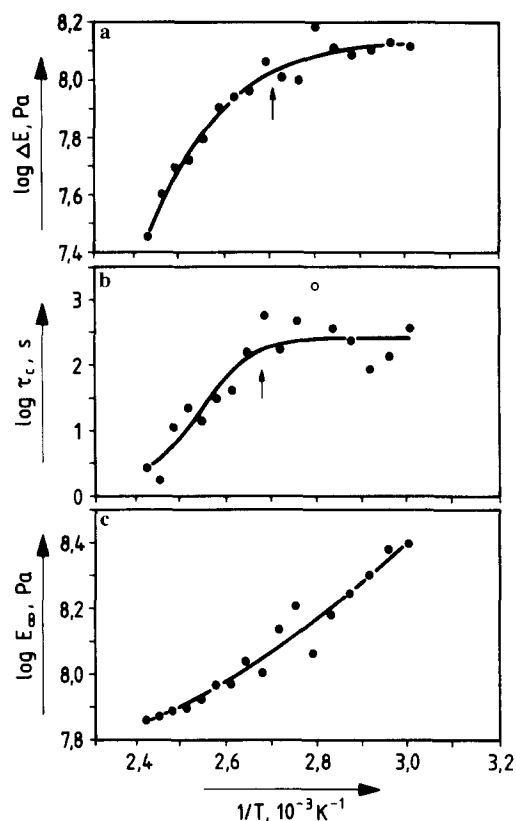 a
8,2
8,0
7,8
7,6
7,4
log ΔE, Pa
b
3
2
1
0
log τc, s
c
8,4
8,2
8,0
7,8
log E∞, Pa
2,4 2,6 2,8 3,0 3,2
1/T, 10⁻³ K⁻¹